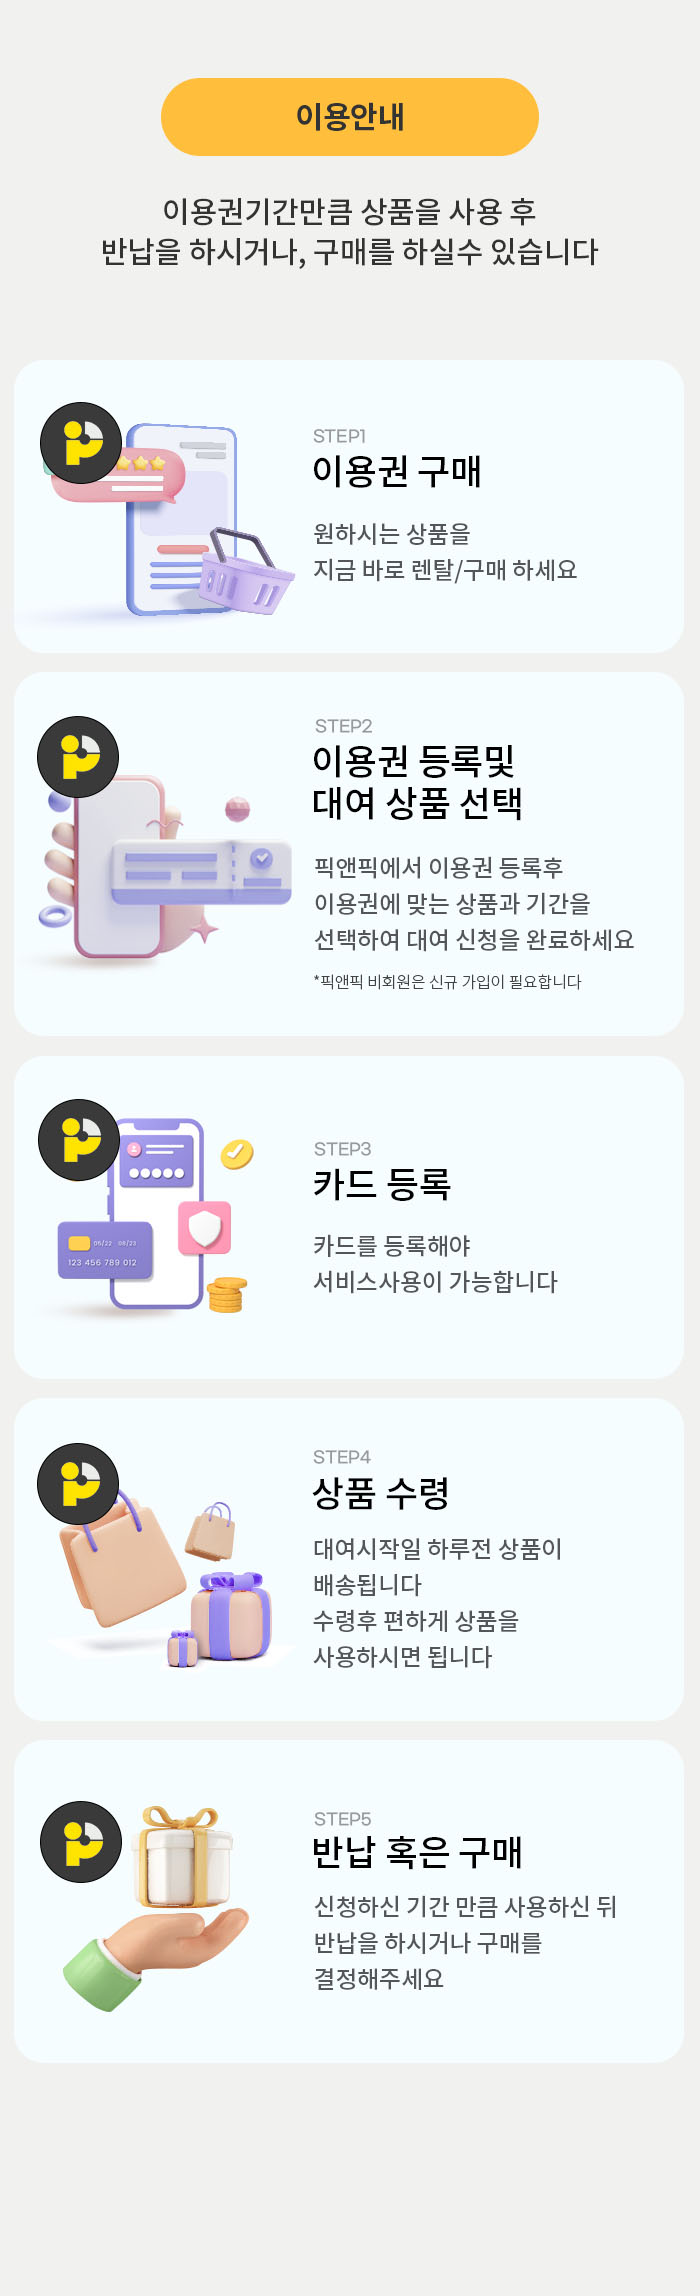 이용안내
이용권기간만큼 상품을 사용 후
반납을 하시거나, 구매를 하실수 있습니다
STEP1
이용권 구매
원하시는 상품을
지금 바로 렌탈/구매 하세요
STEP2
이용권 등록및
대여 상품 선택
픽앤픽에서 이용권 등록후
이용권에 맞는 상품과 기간을
선택하여 대여 신청을 완료하세요
*픽앤픽 비회원은 신규 가입이 필요합니다
STEP3
카드 등록
카드를 등록해야
서비스사용이 가능합니다
05/22 08/23
123 456 789 012
STEP4
상품 수령
대여시작일 하루전 상품이
배송됩니다
수령후 편하게 상품을
사용하시면 됩니다
STEP5
반납 혹은 구매
신청하신 기간 만큼 사용하신 뒤
반납을 하시거나 구매를
결정해주세요